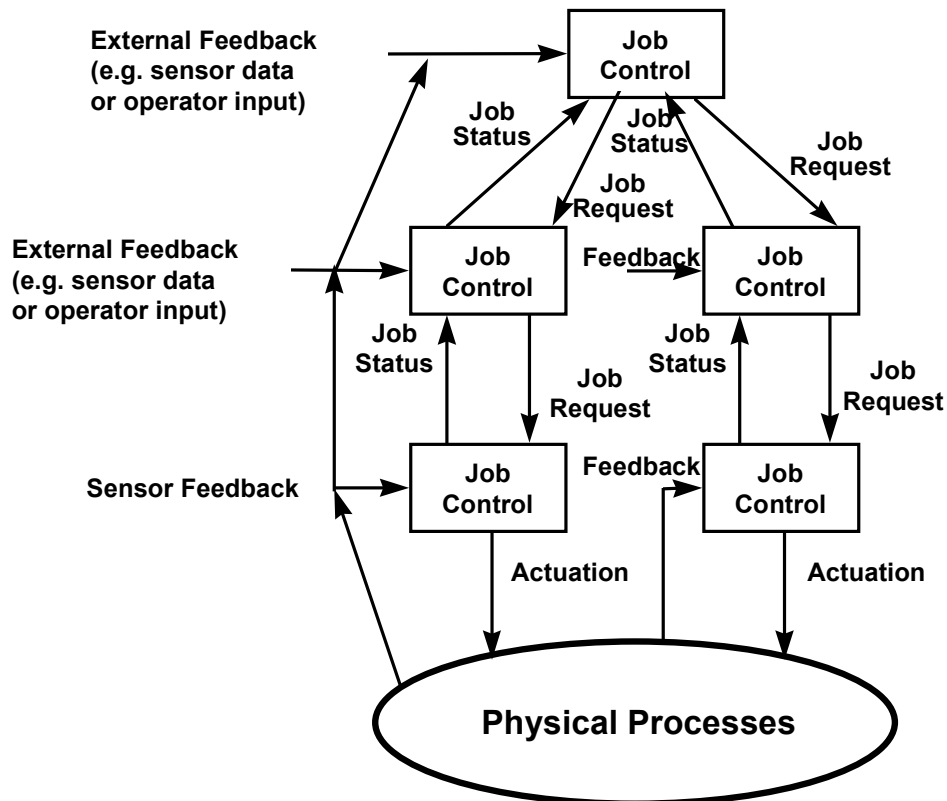 External Feedback
(e.g. sensor data
or operator input)
Job
Control
Job
Status
Job
Status
Job
Request
Job
Request
External Feedback
(e.g. sensor data
or operator input)
Job
Control
Feedback
Job
Control
Job
Status
Job
Request
Job
Status
Job
Request
Sensor Feedback
Job
Control
Feedback
Job
Control
Actuation
Actuation
Physical Processes